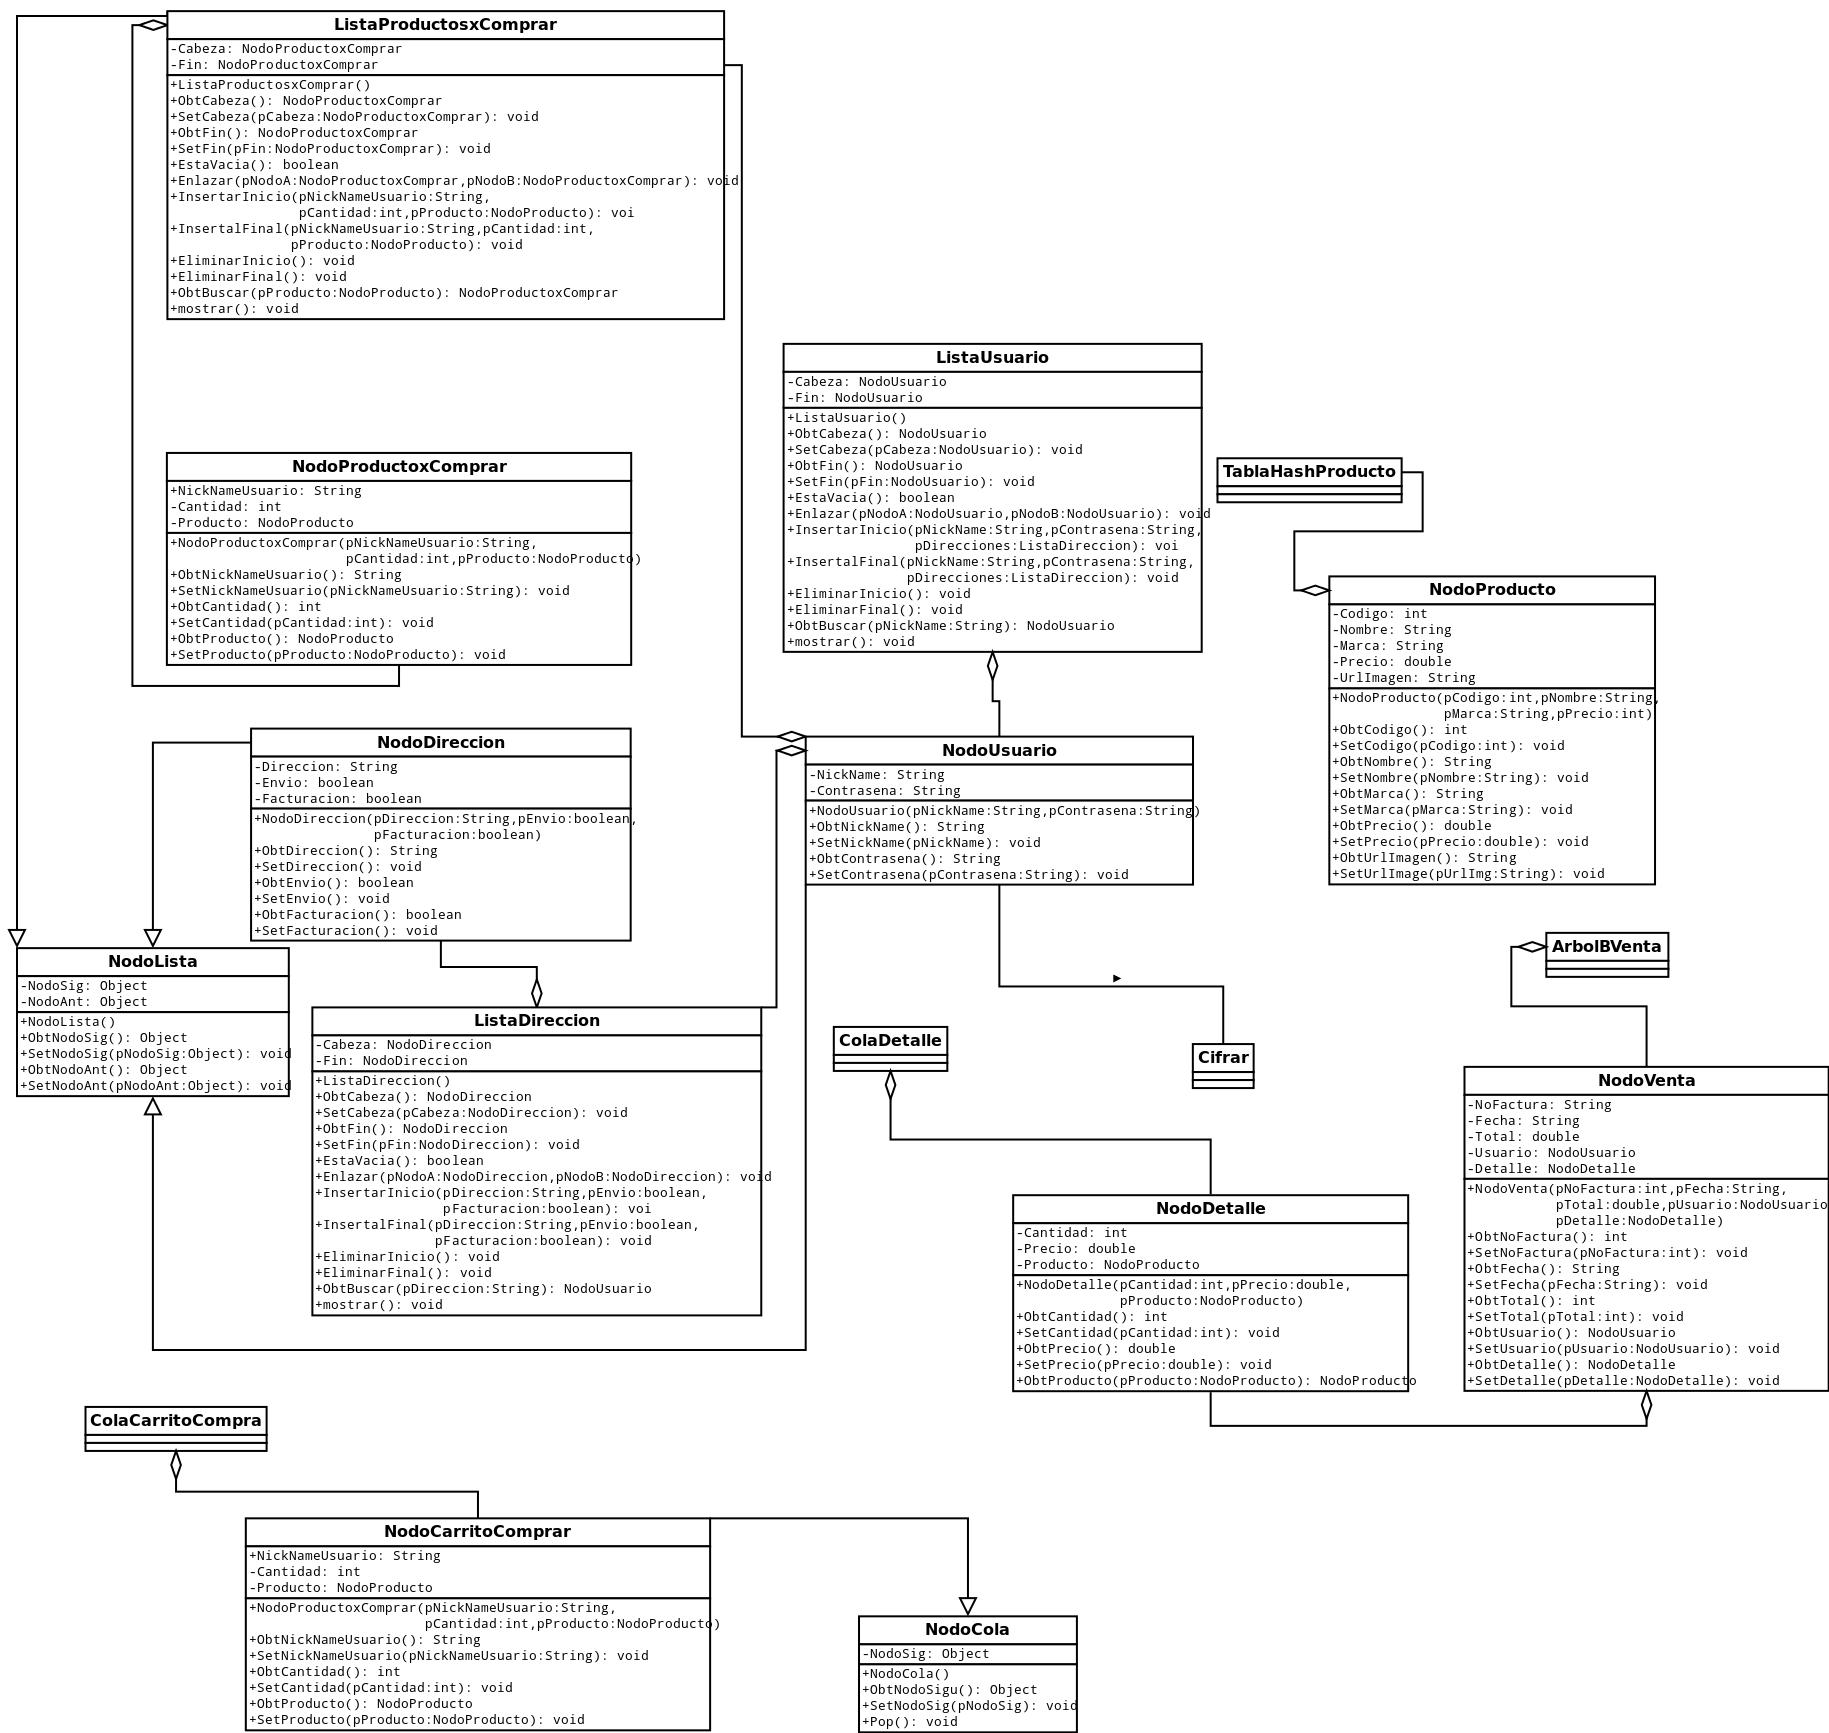 ListaProductosxComprar
-Cabeza: NodoProductoxComprar
-Fin: NodoProductoxComprar
+ListaProductosxComprar()
+ObtCabeza(): NodoProductoxComprar
+SetCabeza(pCabeza:NodoProductoxComprar): void
+ObtFin(): NodoProductoxComprar
+SetFin(pFin:NodoProductoxComprar): void
+EstaVacia(): boolean
+Enlazar(pNodoA:NodoProductoxComprar,pNodoB:NodoProductoxComprar): void
+InsertarInicio(pNickNameUsuario:String,
pCantidad:int,pProducto:NodoProducto): voi
+InsertalFinal(pNickNameUsuario:String,pCantidad:int,
pProducto:NodoProducto): void
+EliminarInicio(): void
+EliminarFinal(): void
+ObtBuscar(pProducto:NodoProducto): NodoProductoxComprar
+mostrar(): void
ListaUsuario
-Cabeza: NodoUsuario
-Fin: NodoUsuario
+ListaUsuario()
+ObtCabeza(): NodoUsuario
+SetCabeza(pCabeza:NodoUsuario): void
+ObtFin(): NodoUsuario
+SetFin(pFin:NodoUsuario): void
+EstaVacia(): boolean
+Enlazar(pNodoA:NodoUsuario,pNodoB:NodoUsuario): void
+InsertarInicio(pNickName:String,pContrasena:String,
pDirecciones:ListaDireccion): voi
+InsertalFinal(pNickName:String,pContrasena:String,
pDirecciones:ListaDireccion): void
+EliminarInicio(): void
+EliminarFinal(): void
+ObtBuscar(pNickName:String): NodoUsuario
+mostrar(): void
NodoProductoxComprar
+NickNameUsuario: String
-Cantidad: int
-Producto: NodoProducto
+NodoProductoxComprar(pNickNameUsuario:String,
pCantidad:int,pProducto:NodoProducto)
+ObtNickNameUsuario(): String
+SetNickNameUsuario(pNickNameUsuario:String): void
+ObtCantidad(): int
+SetCantidad(pCantidad:int): void
+ObtProducto(): NodoProducto
+SetProducto(pProducto:NodoProducto): void
TablaHashProducto
NodoProducto
-Codigo: int
-Nombre: String
-Marca: String
-Precio: double
-UrlImagen: String
+NodoProducto(pCodigo:int,pNombre:String,
pMarca:String,pPrecio:int)
+ObtCodigo(): int
+SetCodigo(pCodigo:int): void
+ObtNombre(): String
+SetNombre(pNombre:String): void
+ObtMarca(): String
+SetMarca(pMarca:String): void
+ObtPrecio(): double
+SetPrecio(pPrecio:double): void
+ObtUrlImagen(): String
+SetUrlImage(pUrlImg:String): void
NodoDireccion
-Direccion: String
-Envio: boolean
-Facturacion: boolean
+NodoDireccion(pDireccion:String,pEnvio:boolean,
pFacturacion:boolean)
+ObtDireccion(): String
+SetDireccion(): void
+ObtEnvio(): boolean
+SetEnvio(): void
+ObtFacturacion(): boolean
+SetFacturacion(): void
NodoUsuario
-NickName: String
-Contrasena: String
+NodoUsuario(pNickName:String,pContrasena:String)
+ObtNickName(): String
+SetNickName(pNickName): void
+ObtContrasena(): String
+SetContrasena(pContrasena:String): void
NodoLista
-NodoSig: Object
-NodoAnt: Object
+NodoLista()
+ObtNodoSig(): Object
+SetNodoSig(pNodoSig:Object): void
+ObtNodoAnt(): Object
+SetNodoAnt(pNodoAnt:Object): void
ListaDireccion
-Cabeza: NodoDireccion
-Fin: NodoDireccion
+ListaDireccion()
+ObtCabeza(): NodoDireccion
+SetCabeza(pCabeza:NodoDireccion): void
+ObtFin(): NodoDireccion
+SetFin(pFin:NodoDireccion): void
+EstaVacia(): boolean
+Enlazar(pNodoA:NodoDireccion,pNodoB:NodoDireccion): void
+InsertarInicio(pDireccion:String,pEnvio:boolean,
pFacturacion:boolean): voi
+InsertalFinal(pDireccion:String,pEnvio:boolean,
pFacturacion:boolean): void
+EliminarInicio(): void
+EliminarFinal(): void
+ObtBuscar(pDireccion:String): NodoUsuario
+mostrar(): void
ColaDetalle
Cifrar
ArbolBVenta
NodoVenta
-NoFactura: String
-Fecha: String
-Total: double
-Usuario: NodoUsuario
-Detalle: NodoDetalle
+NodoVenta(pNoFactura:int,pFecha:String,
pTotal:double,pUsuario:NodoUsuario
pDetalle:NodoDetalle)
+ObtNoFactura(): int
+SetNoFactura(pNoFactura:int): void
+ObtFecha(): String
+SetFecha(pFecha:String): void
+ObtTotal(): int
+SetTotal(pTotal:int): void
+ObtUsuario(): NodoUsuario
+SetUsuario(pUsuario:NodoUsuario): void
+ObtDetalle(): NodoDetalle
+SetDetalle(pDetalle:NodoDetalle): void
NodoDetalle
-Cantidad: int
-Precio: double
-Producto: NodoProducto
+NodoDetalle(pCantidad:int,pPrecio:double,
pProducto:NodoProducto)
+ObtCantidad(): int
+SetCantidad(pCantidad:int): void
+ObtPrecio(): double
+SetPrecio(pPrecio:double): void
+ObtProducto(pProducto:NodoProducto): NodoProducto
ColaCarritoCompra
NodoCarritoComprar
+NickNameUsuario: String
-Cantidad: int
-Producto: NodoProducto
+NodoProductoxComprar(pNickNameUsuario:String,
pCantidad:int,pProducto:NodoProducto)
+ObtNickNameUsuario(): String
+SetNickNameUsuario(pNickNameUsuario:String): void
+ObtCantidad(): int
+SetCantidad(pCantidad:int): void
+ObtProducto(): NodoProducto
+SetProducto(pProducto:NodoProducto): void
NodoCola
-NodoSig: Object
+NodoCola()
+ObtNodoSigu(): Object
+SetNodoSig(pNodoSig): void
+Pop(): void